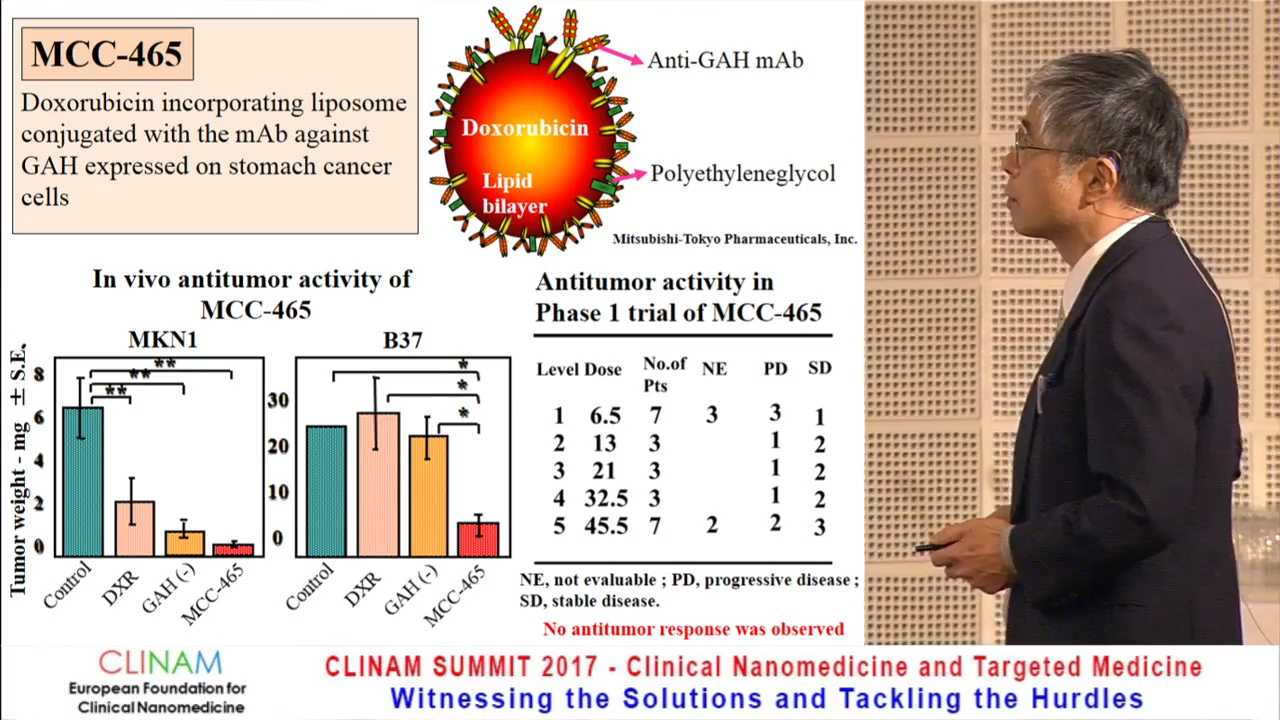 MCC-465
Doxorubicin incorporating liposome
conjugated with the mAb against
GAH expressed on stomach cancer
cells
Anti-GAH mAb
Doxorubicin
Lipid
bilayer
Polyethyleneglycol
Mitsubishi-Tokyo Pharmaceuticals, Inc.
In vivo antitumor activity of
MCC-465
MKN1
B37
Tumor weight - mg ± S.E.
8
6
4
2
0
**
**
**
Control
DXR
GAH (-)
MCC-465
30
20
10
0
*
*
*
Control
DXR
GAH (-)
MCC-465
Antitumor activity in
Phase 1 trial of MCC-465
Level Dose No.of Pts NE PD SD
1 6.5 7 3 3 1
2 13 3 1 2
3 21 3 1 2
4 32.5 3 1 2
5 45.5 7 2 2 3
NE, not evaluable ; PD, progressive disease ;
SD, stable disease.
No antitumor response was observed
CLINAM
European Foundation for
Clinical Nanomedicine
CLINAM SUMMIT 2017 - Clinical Nanomedicine and Targeted Medicine
Witnessing the Solutions and Tackling the Hurdles